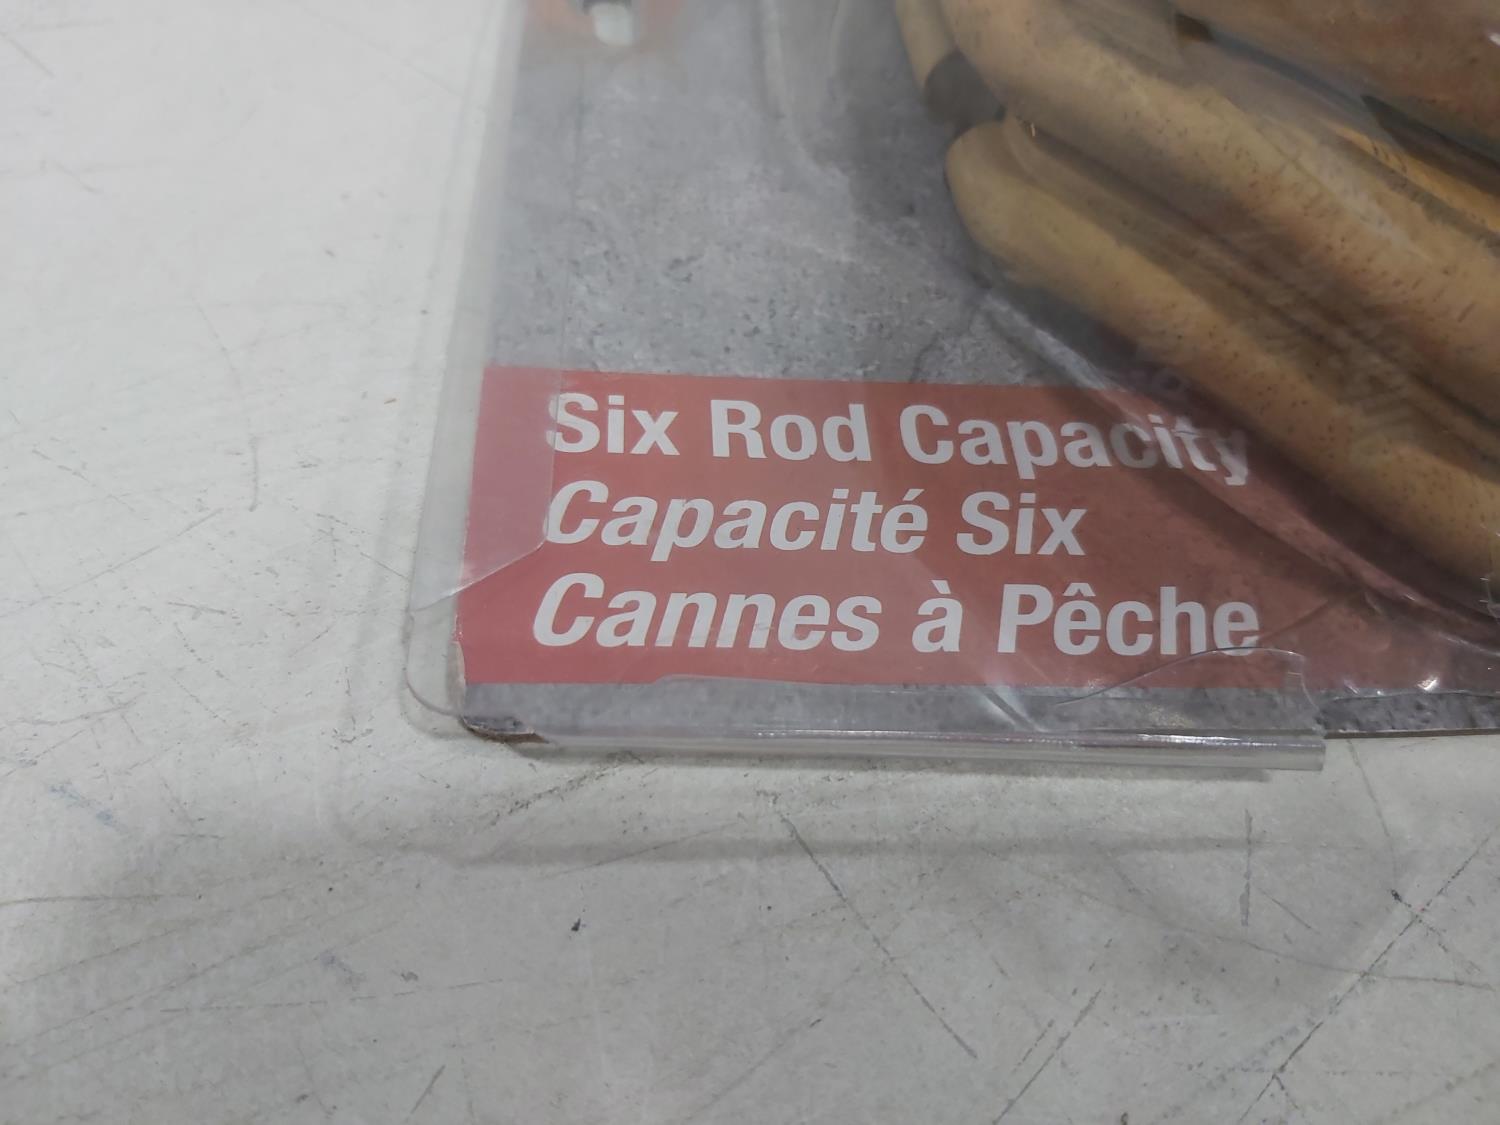 Six Rod Capacity
Capacité Six
Cannes à Pêche